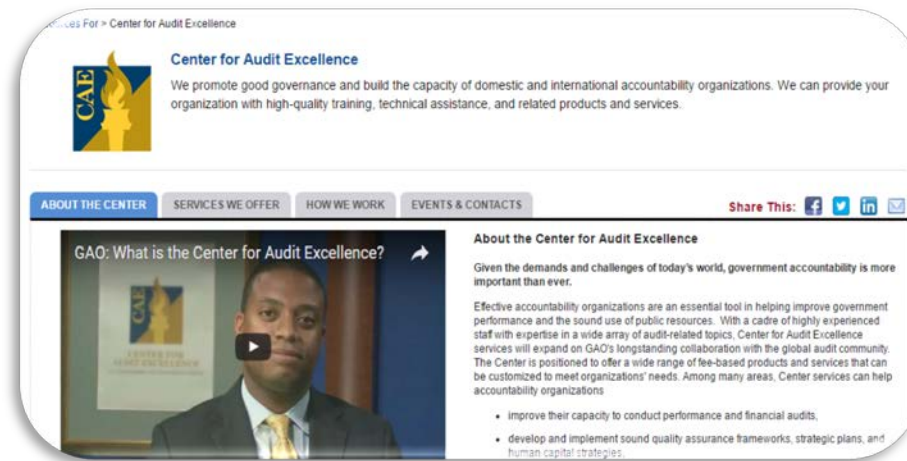 For > Center for Audit Excellence
CAE
Center for Audit Excellence
We promote good governance and build the capacity of domestic and international accountability organizations. We can provide your
organization with high-quality training, technical assistance, and related products and services.
ABOUT THE CENTER
SERVICES WE OFFER
HOW WE WORK
EVENTS & CONTACTS
Share This:
GAO: What is the Center for Audit Excellence?
CAE
CENTER FOR
AUDIT EXCELLENCE
About the Center for Audit Excellence
Given the demands and challenges of today's world, government accountability is more
important than ever.
Effective accountability organizations are an essential tool in helping improve government
performance and the sound use of public resources. With a cadre of highly experienced
staff with expertise in a wide array of audit-related topics, Center for Audit Excellence
services will expand on GAO's longstanding collaboration with the global audit community.
The Center is positioned to offer a wide range of fee-based products and services that can
be customized to meet organizations' needs. Among many areas, Center services can help
accountability organizations
• improve their capacity to conduct performance and financial audits,
• develop and implement sound quality assurance frameworks, strategic plans, and
human capital strategies,